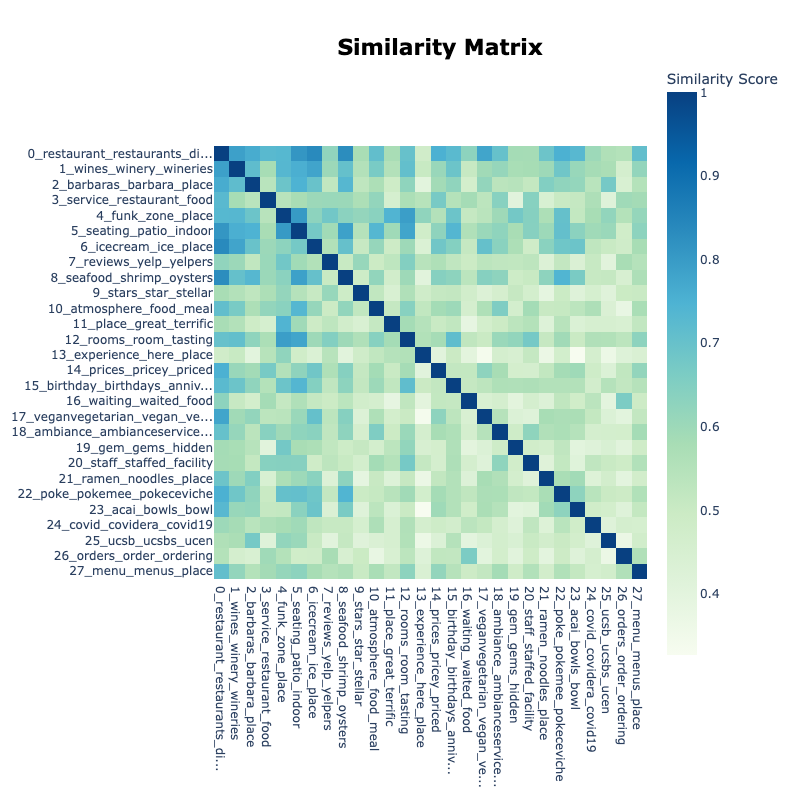 Similarity Matrix
Similarity Score
1
0.9
0.8
0.7
0.6
0.5
0.4
0_restaurant_restaurants_di…
1_wines_winery_wineries
2_barbaras_barbara_place
3_service_restaurant_food
4_funk_zone_place
5_seating_patio_indoor
6_icecream_ice_place
7_reviews_yelp_yelpers
8_seafood_shrimp_oysters
9_stars_star_stellar
10_atmosphere_food_meal
11_place_great_terrific
12_rooms_room_tasting
13_experience_here_place
14_prices_pricey_priced
15_birthday_birthdays_anniv…
16_waiting_waited_food
17_veganvegetarian_vegan_ve…
18_ambiance_ambianceservice…
19_gem_gems_hidden
20_staff_staffed_facility
21_ramen_noodles_place
22_poke_pokemee_pokeceviche
23_acai_bowls_bowl
24_covid_covidera_covid19
25_ucsb_ucsbs_ucen
26_orders_order_ordering
27_menu_menus_place
0_restaurant_restaurants_di…
1_wines_winery_wineries
2_barbaras_barbara_place
3_service_restaurant_food
4_funk_zone_place
5_seating_patio_indoor
6_icecream_ice_place
7_reviews_yelp_yelpers
8_seafood_shrimp_oysters
9_stars_star_stellar
10_atmosphere_food_meal
11_place_great_terrific
12_rooms_room_tasting
13_experience_here_place
14_prices_pricey_priced
15_birthday_birthdays_anniv…
16_waiting_waited_food
17_veganvegetarian_vegan_ve…
18_ambiance_ambianceservice…
19_gem_gems_hidden
20_staff_staffed_facility
21_ramen_noodles_place
22_poke_pokemee_pokeceviche
23_acai_bowls_bowl
24_covid_covidera_covid19
25_ucsb_ucsbs_ucen
26_orders_order_ordering
27_menu_menus_place